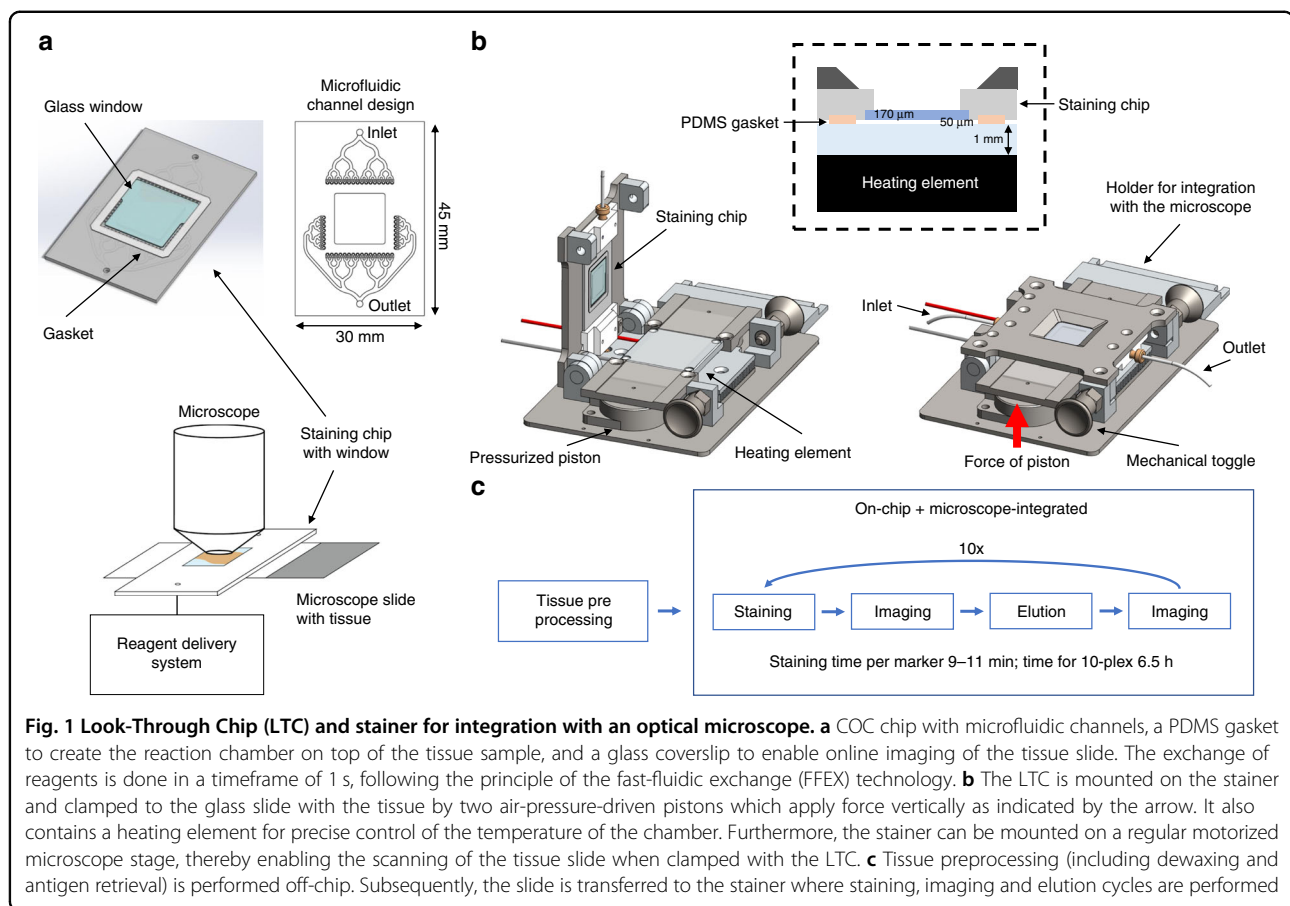 a
Glass window
Microfluidic
channel design
Inlet
45 mm
Outlet
30 mm
Gasket
Microscope
Staining chip
with window
Microscope slide
with tissue
Reagent delivery
system
b
170 µm
50 µm
1 mm
Heating element
PDMS gasket
Staining chip
Staining chip
Pressurized piston
Heating element
Holder for integration
with the microscope
Inlet
Outlet
Force of piston
Mechanical toggle
c
On-chip + microscope-integrated
10x
Tissue pre
processing
Staining
Imaging
Elution
Imaging
Staining time per marker 9–11 min; time for 10-plex 6.5 h
Fig. 1 Look-Through Chip (LTC) and stainer for integration with an optical microscope. a COC chip with microfluidic channels, a PDMS gasket
to create the reaction chamber on top of the tissue sample, and a glass coverslip to enable online imaging of the tissue slide. The exchange of
reagents is done in a timeframe of 1 s, following the principle of the fast-fluidic exchange (FFEX) technology. b The LTC is mounted on the stainer
and clamped to the glass slide with the tissue by two air-pressure-driven pistons which apply force vertically as indicated by the arrow. It also
contains a heating element for precise control of the temperature of the chamber. Furthermore, the stainer can be mounted on a regular motorized
microscope stage, thereby enabling the scanning of the tissue slide when clamped with the LTC. c Tissue preprocessing (including dewaxing and
antigen retrieval) is performed off-chip. Subsequently, the slide is transferred to the stainer where staining, imaging and elution cycles are performed